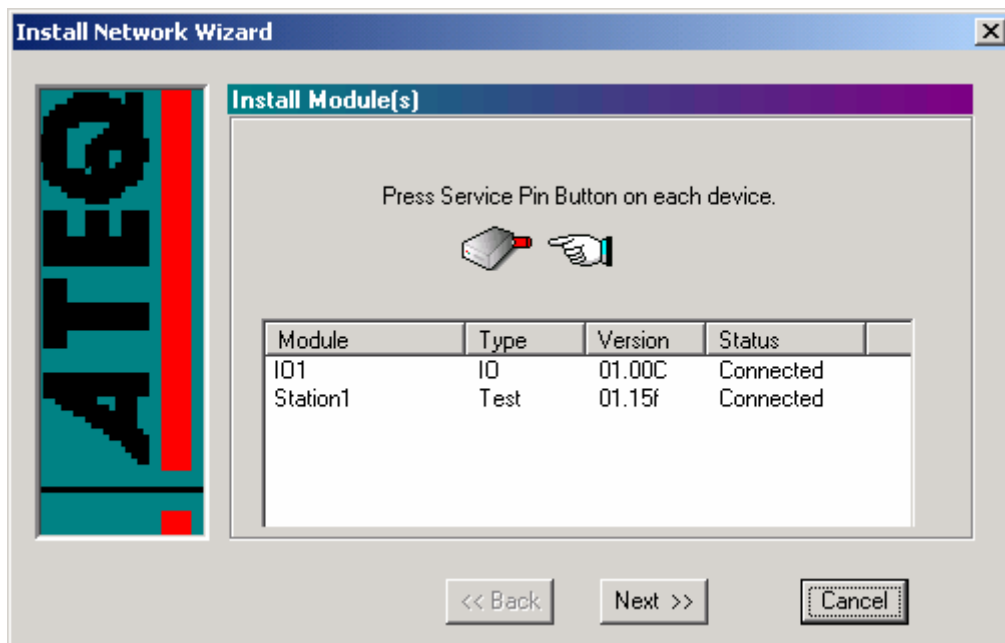 Install Network Wizard
Install Module(s)
ATEQ
Press Service Pin Button on each device.
Module Type Version Status
IO1 IO 01.00C Connected
Station1 Test 01.15f Connected
<< Back Next >> Cancel